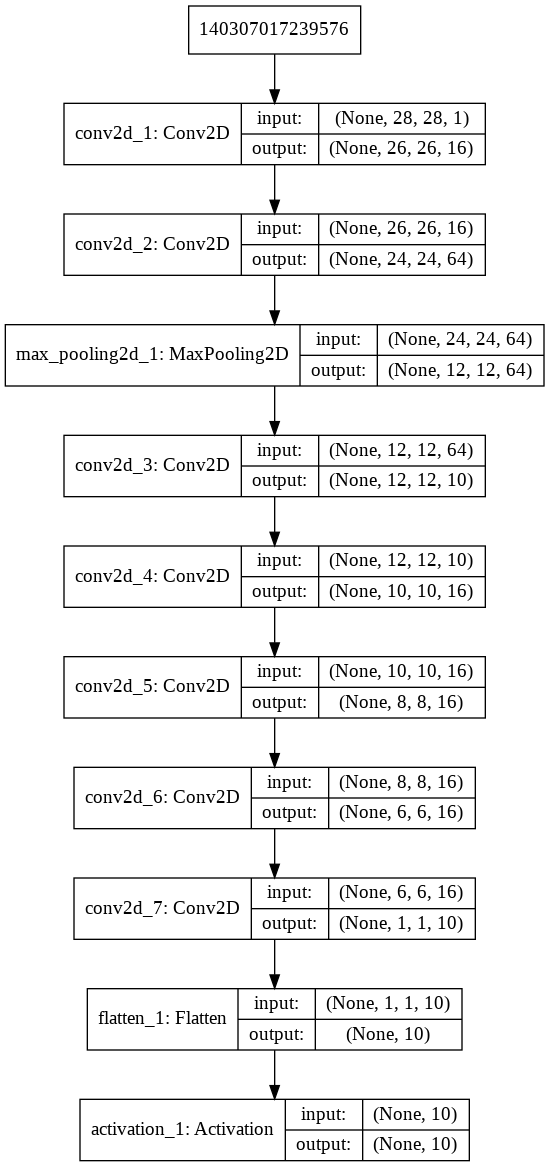 140307017239576
conv2d_1: Conv2D
input:
(None, 28, 28, 1)
output:
(None, 26, 26, 16)
conv2d_2: Conv2D
input:
(None, 26, 26, 16)
output:
(None, 24, 24, 64)
max_pooling2d_1: MaxPooling2D
input:
(None, 24, 24, 64)
output:
(None, 12, 12, 64)
conv2d_3: Conv2D
input:
(None, 12, 12, 64)
output:
(None, 12, 12, 10)
conv2d_4: Conv2D
input:
(None, 12, 12, 10)
output:
(None, 10, 10, 16)
conv2d_5: Conv2D
input:
(None, 10, 10, 16)
output:
(None, 8, 8, 16)
conv2d_6: Conv2D
input:
(None, 8, 8, 16)
output:
(None, 6, 6, 16)
conv2d_7: Conv2D
input:
(None, 6, 6, 16)
output:
(None, 1, 1, 10)
flatten_1: Flatten
input:
(None, 1, 1, 10)
output:
(None, 10)
activation_1: Activation
input:
(None, 10)
output:
(None, 10)